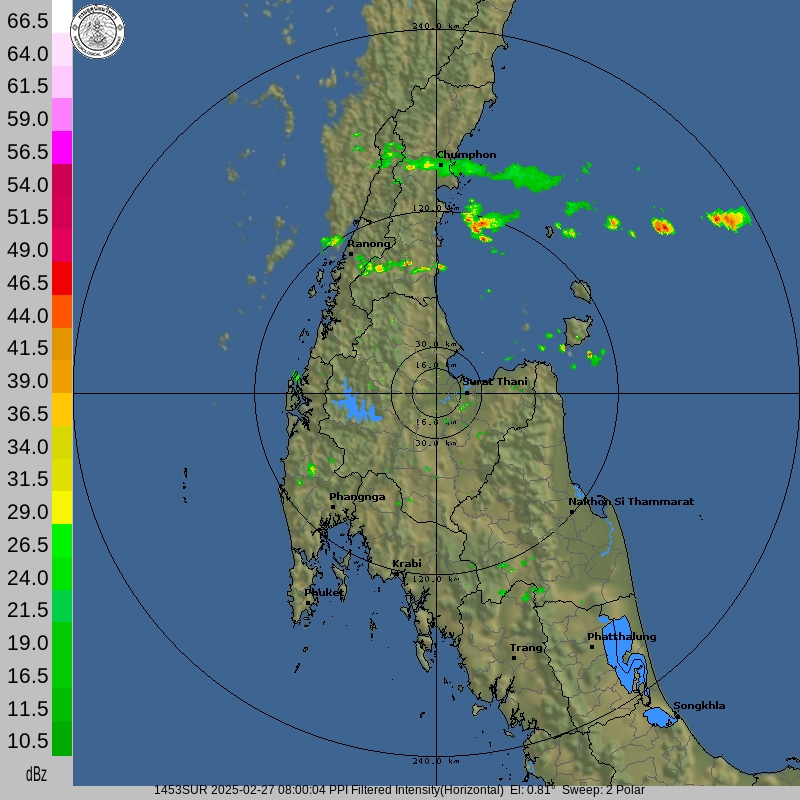 66.5
64.0
61.5
59.0
56.5
54.0
51.5
49.0
46.5
44.0
41.5
39.0
36.5
34.0
31.5
29.0
26.5
24.0
21.5
19.0
16.5
11.5
10.5
dBz
240.0 km
Chumphon
120.0 km
Ranong
30.0 km
16.0 km
Surat Thani
16.0 km
30.0 km
Phangnga
Nakhon Si Thammarat
Krabi
120.0 km
Phuket
Phatthalung
Trang
Songkhla
240.0 km
1453SUR 2025-02-27 08:00:04 PPI Filtered Intensity(Horizontal) El: 0.81° Sweep: 2 Polar